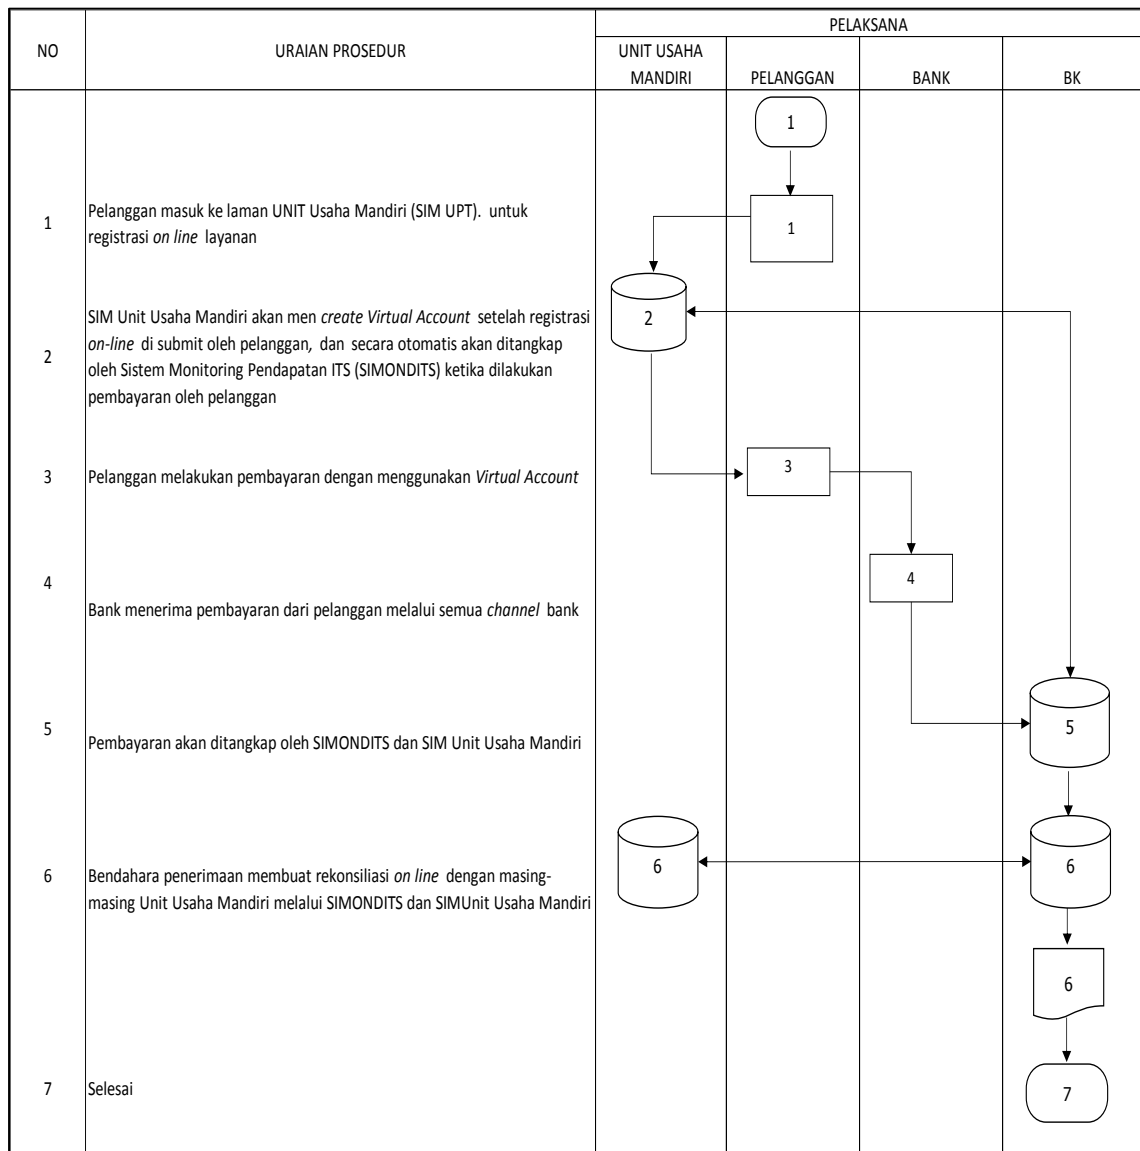 PELAKSANA
NO
URAIAN PROSEDUR
UNIT USAHA
MANDIRI
PELANGGAN
BANK
BK
1
1
Pelanggan masuk ke laman UNIT Usaha Mandiri (SIM UPT). untuk
registrasi on line layanan
1
2
SIM Unit Usaha Mandiri akan men create Virtual Account setelah registrasi
on-line di submit oleh pelanggan, dan secara otomatis akan ditangkap
oleh Sistem Monitoring Pendapatan ITS (SIMONDITS) ketika dilakukan
pembayaran oleh pelanggan
2
3
Pelanggan melakukan pembayaran dengan menggunakan Virtual Account
3
4
Bank menerima pembayaran dari pelanggan melalui semua channel bank
4
5
Pembayaran akan ditangkap oleh SIMONDITS dan SIM Unit Usaha Mandiri
5
6
Bendahara penerimaan membuat rekonsiliasi on line dengan masing-
masing Unit Usaha Mandiri melalui SIMONDITS dan SIMUnit Usaha Mandiri
6
6
6
7
Selesai
7